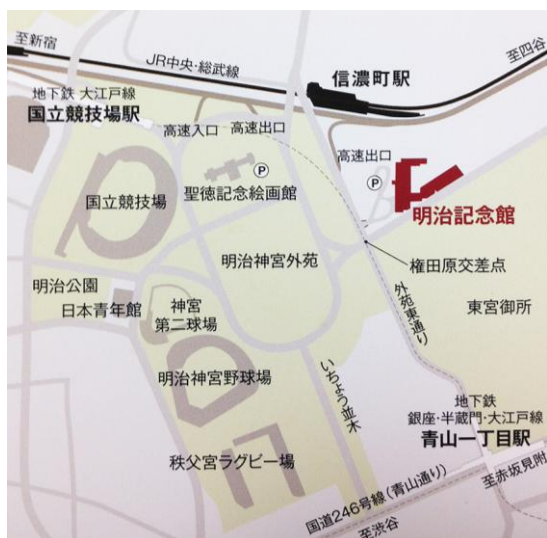 至新宿
JR中央・総武線
信濃町駅
至四谷
地下鉄 大江戸線
国立競技場駅
高速入口
高速出口
高速出口
P
P
国立競技場
聖徳記念絵画館
明治記念館
明治神宮外苑
権田原交差点
明治公園
日本青年館
神宮
第二球場
外苑東通り
東宮御所
明治神宮野球場
いちょう並木
地下鉄
銀座・半蔵門・大江戸線
青山一丁目駅
秩父宮ラグビー場
国道246号線(青山通り)
至赤坂見附
至渋谷